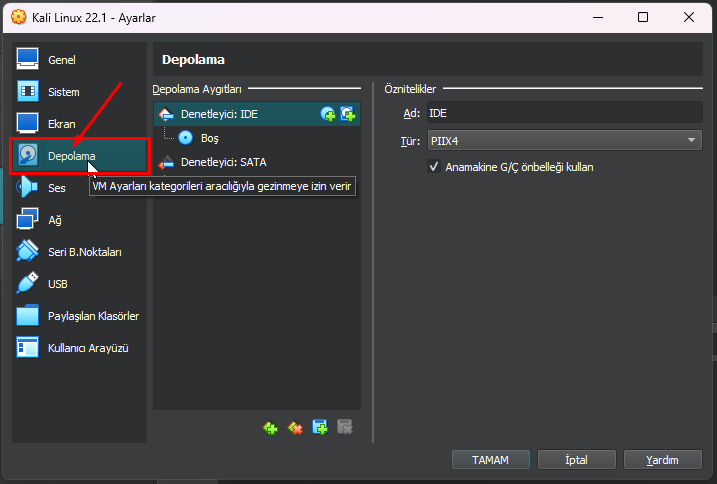 Kali Linux 22.1 - Ayarlar
Genel
Sistem
Ekran
Depolama
Ses
Ağ
Seri B.Noktaları
USB
Paylaşılan Klasörler
Kullanıcı Arayüzü
VM Ayarları kategorileri aracılığıyla gezinmeye izin verir
Depolama
Depolama Aygıtları
Denetleyici: IDE
Boş
Denetleyici: SATA
Öznitelikler
Ad: IDE
Tür: PIIX4
Anamakine G/Ç önbelleği kullan
TAMAM
İptal
Yardım